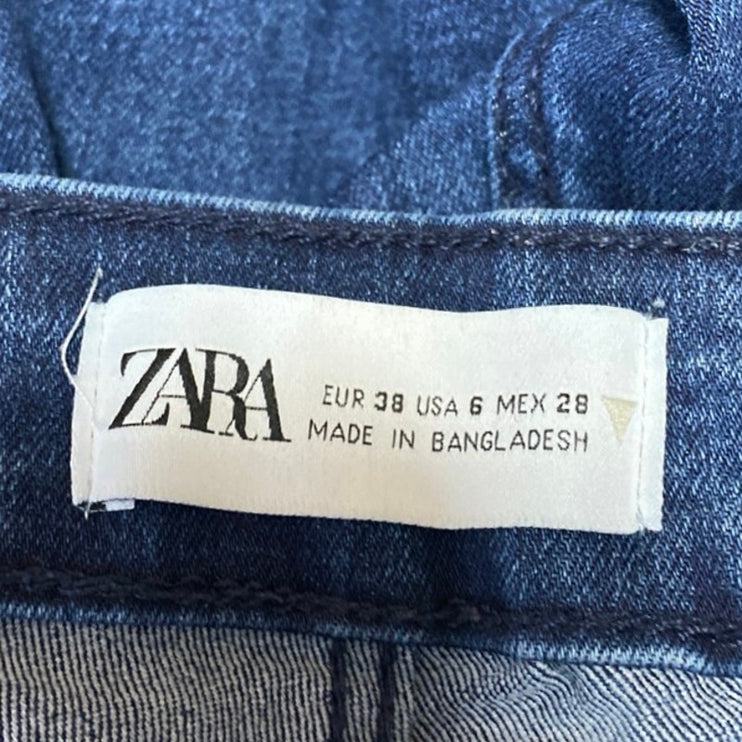 ZARA
EUR 38 USA 6 MEX 28
MADE IN BANGLADESH